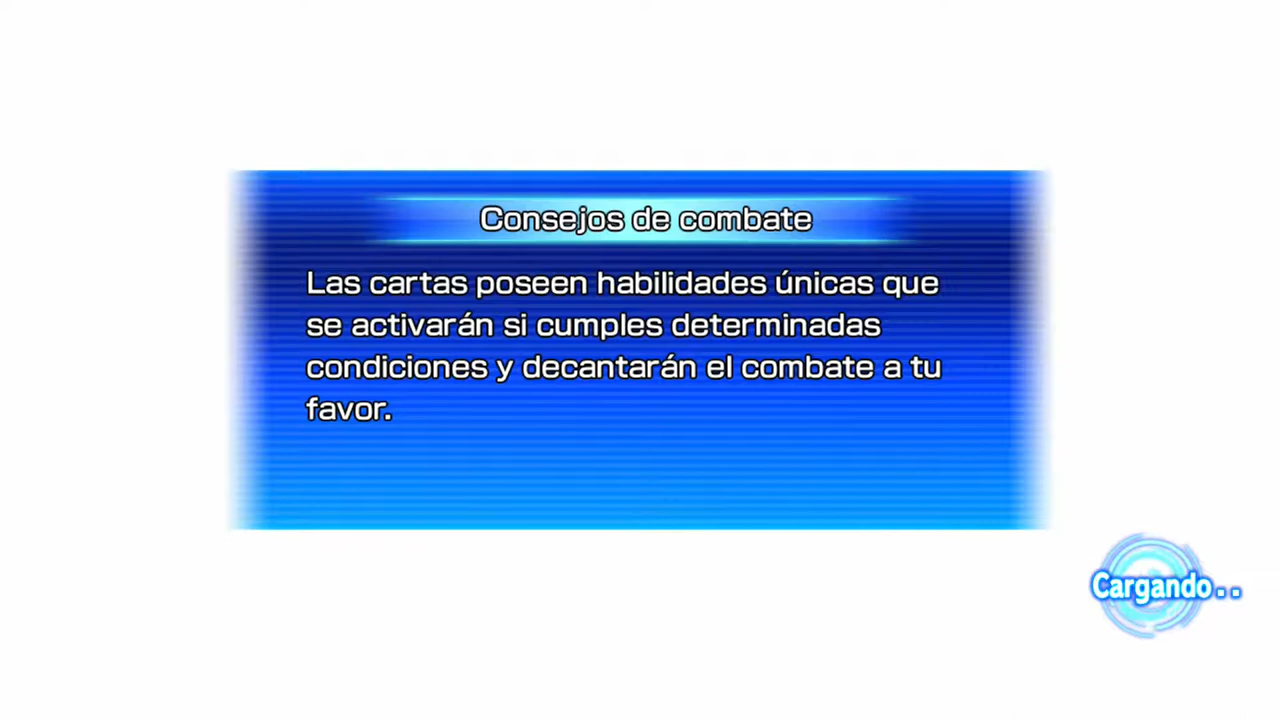 Consejos de combate
Las cartas poseen habilidades únicas que
se activarán si cumples determinadas
condiciones y decantarán el combate a tu
favor.
Cargando..